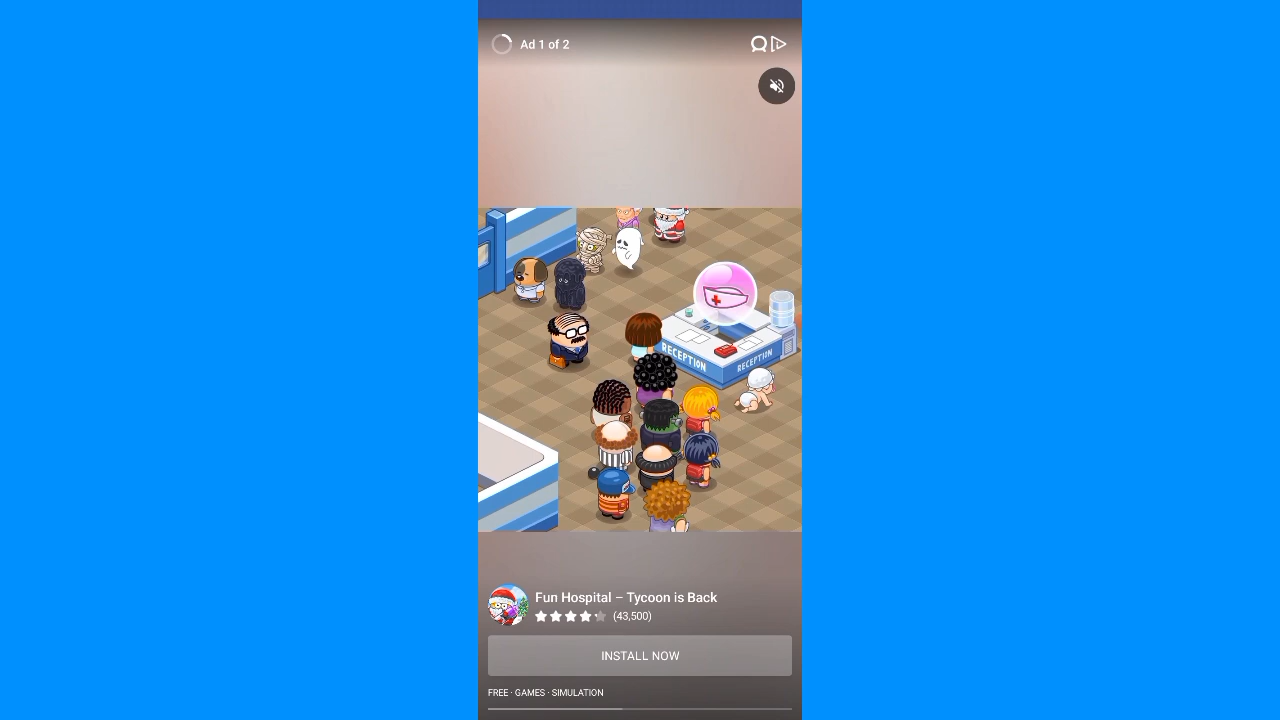 Ad 1 of 2
RECEPTION
RECEPTION
Fun Hospital – Tycoon is Back
(43,500)
INSTALL NOW
FREE · GAMES · SIMULATION